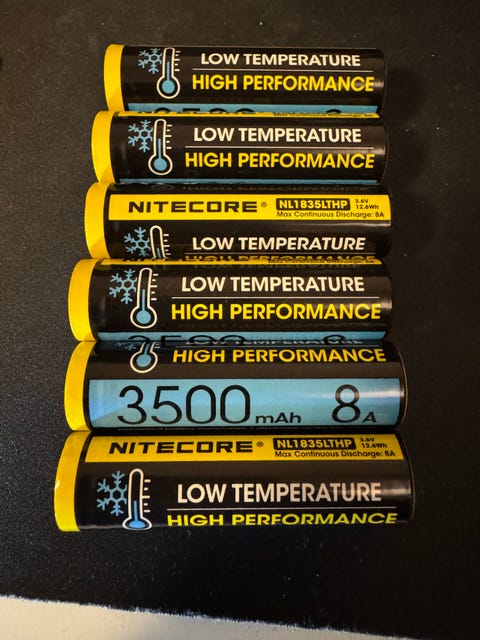 LOW TEMPERATURE
HIGH PERFORMANCE
LOW TEMPERATURE
HIGH PERFORMANCE
NITECORE® NL1835LTHP 3.6V 12.6Wh
Max Continuous Discharge: 8A
LOW TEMPERATURE
HIGH PERFORMANCE
LOW TEMPERATURE
HIGH PERFORMANCE
HIGH PERFORMANCE
3500mAh 8A
NITECORE® NL1835LTHP 3.6V 12.6Wh
Max Continuous Discharge: 8A
LOW TEMPERATURE
HIGH PERFORMANCE